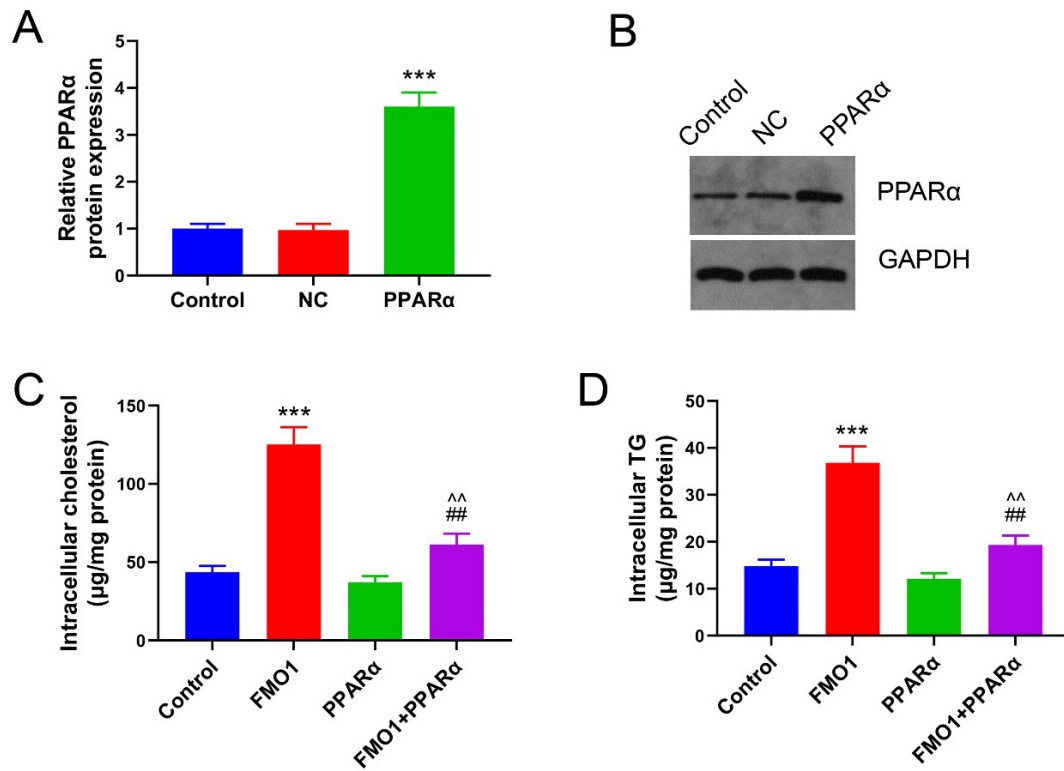 A
Relative PPARα
protein expression
5
4
3
2
1
0
***
Control
NC
PPARα
B
Control
NC
PPARα
PPARα
GAPDH
C
Intracellular cholesterol
(μg/mg protein)
150
100
50
0
***
^^
##
Control
FMO1
PPARα
FMO1+PPARα
D
Intracellular TG
(μg/mg protein)
50
40
30
20
10
0
***
^^
##
Control
FMO1
PPARα
FMO1+PPARα